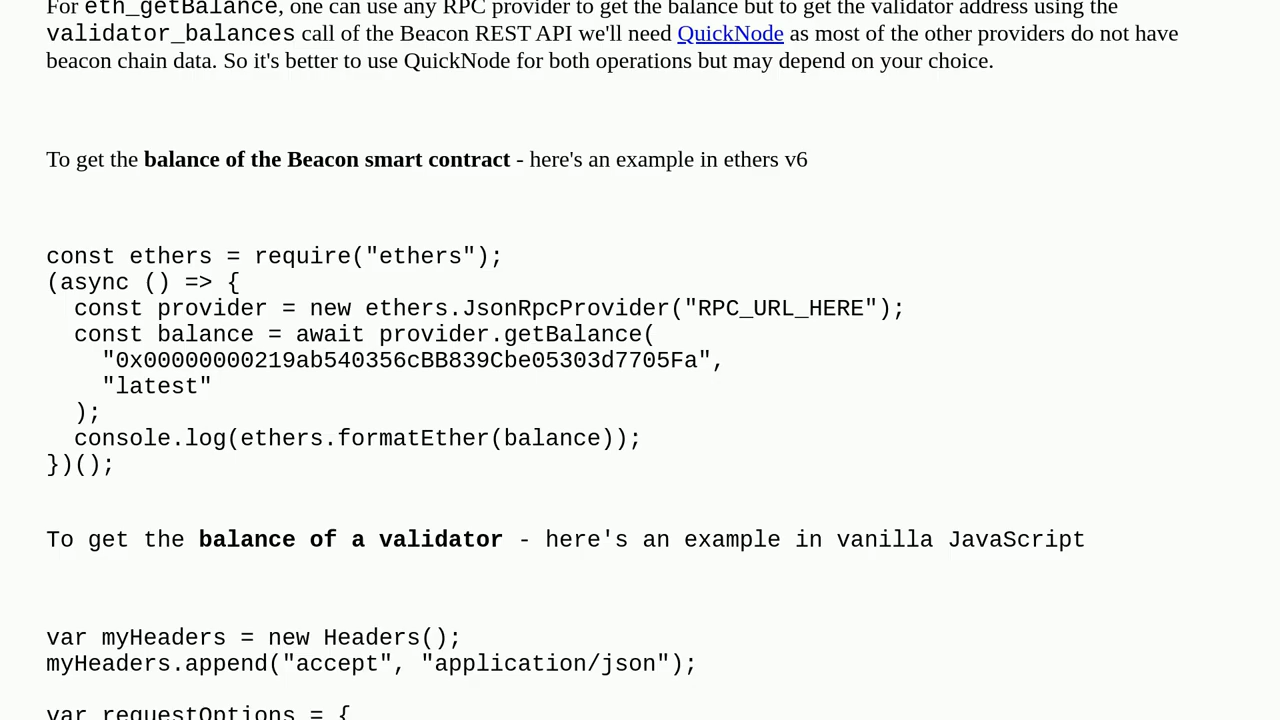 For eth_getBalance, one can use any RPC provider to get the balance but to get the validator address using the
validator_balances call of the Beacon REST API we'll need QuickNode as most of the other providers do not have
beacon chain data. So it's better to use QuickNode for both operations but may depend on your choice.
To get the balance of the Beacon smart contract - here's an example in ethers v6
const ethers = require("ethers");
(async () => {
  const provider = new ethers.JsonRpcProvider("RPC_URL_HERE");
  const balance = await provider.getBalance(
    "0x00000000219ab540356cBB839Cbe05303d7705Fa",
    "latest"
  );
  console.log(ethers.formatEther(balance));
})();
To get the balance of a validator - here's an example in vanilla JavaScript
var myHeaders = new Headers();
myHeaders.append("accept", "application/json");
var requestOptions = {